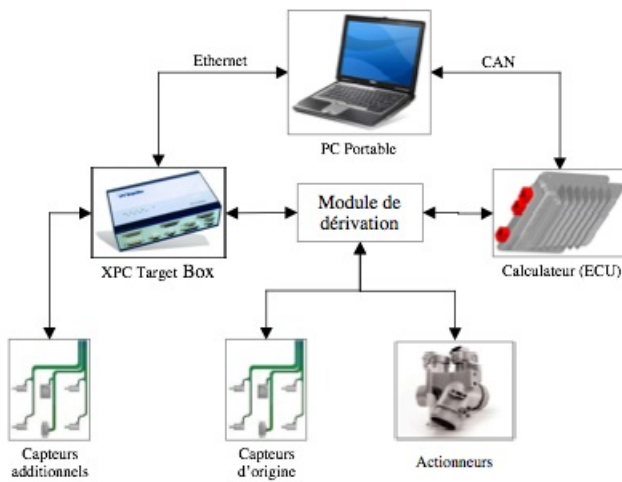 Ethernet
CAN
PC Portable
Module de
dérivation
XPC Target Box
Calculateur (ECU)
Capteurs
additionnels
Capteurs
d'origine
Actionneurs